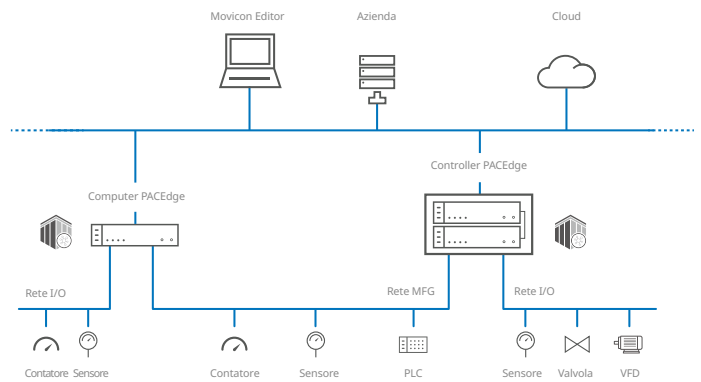 Movicon Editor
Azienda
Cloud
Controller PACEdge
Computer PACEdge
Rete I/O
Rete MFG
Rete I/O
Contatore
Sensore
Contatore
Sensore
PLC
Sensore
Valvola
VFD